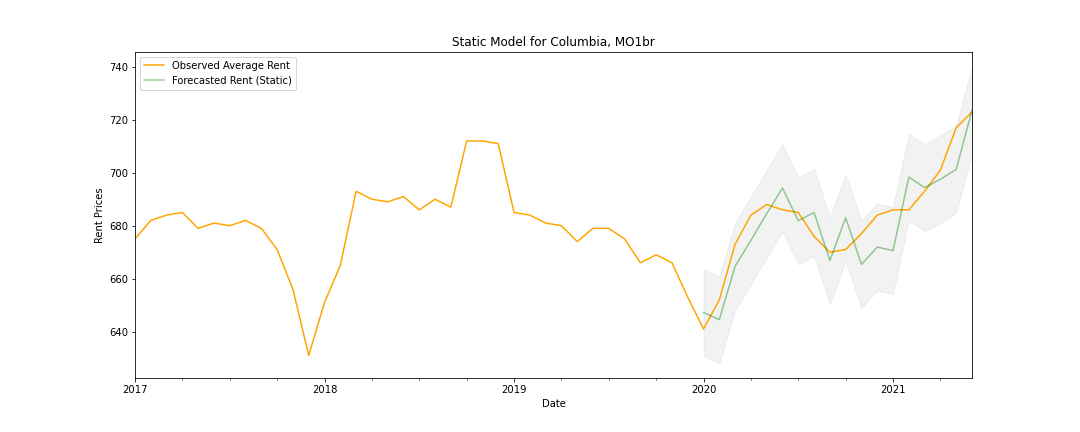 Static Model for Columbia, MO1br
Observed Average Rent
Forecasted Rent (Static)
740
720
700
680
660
640
Rent Prices
2017
2018
2019
2020
2021
Date